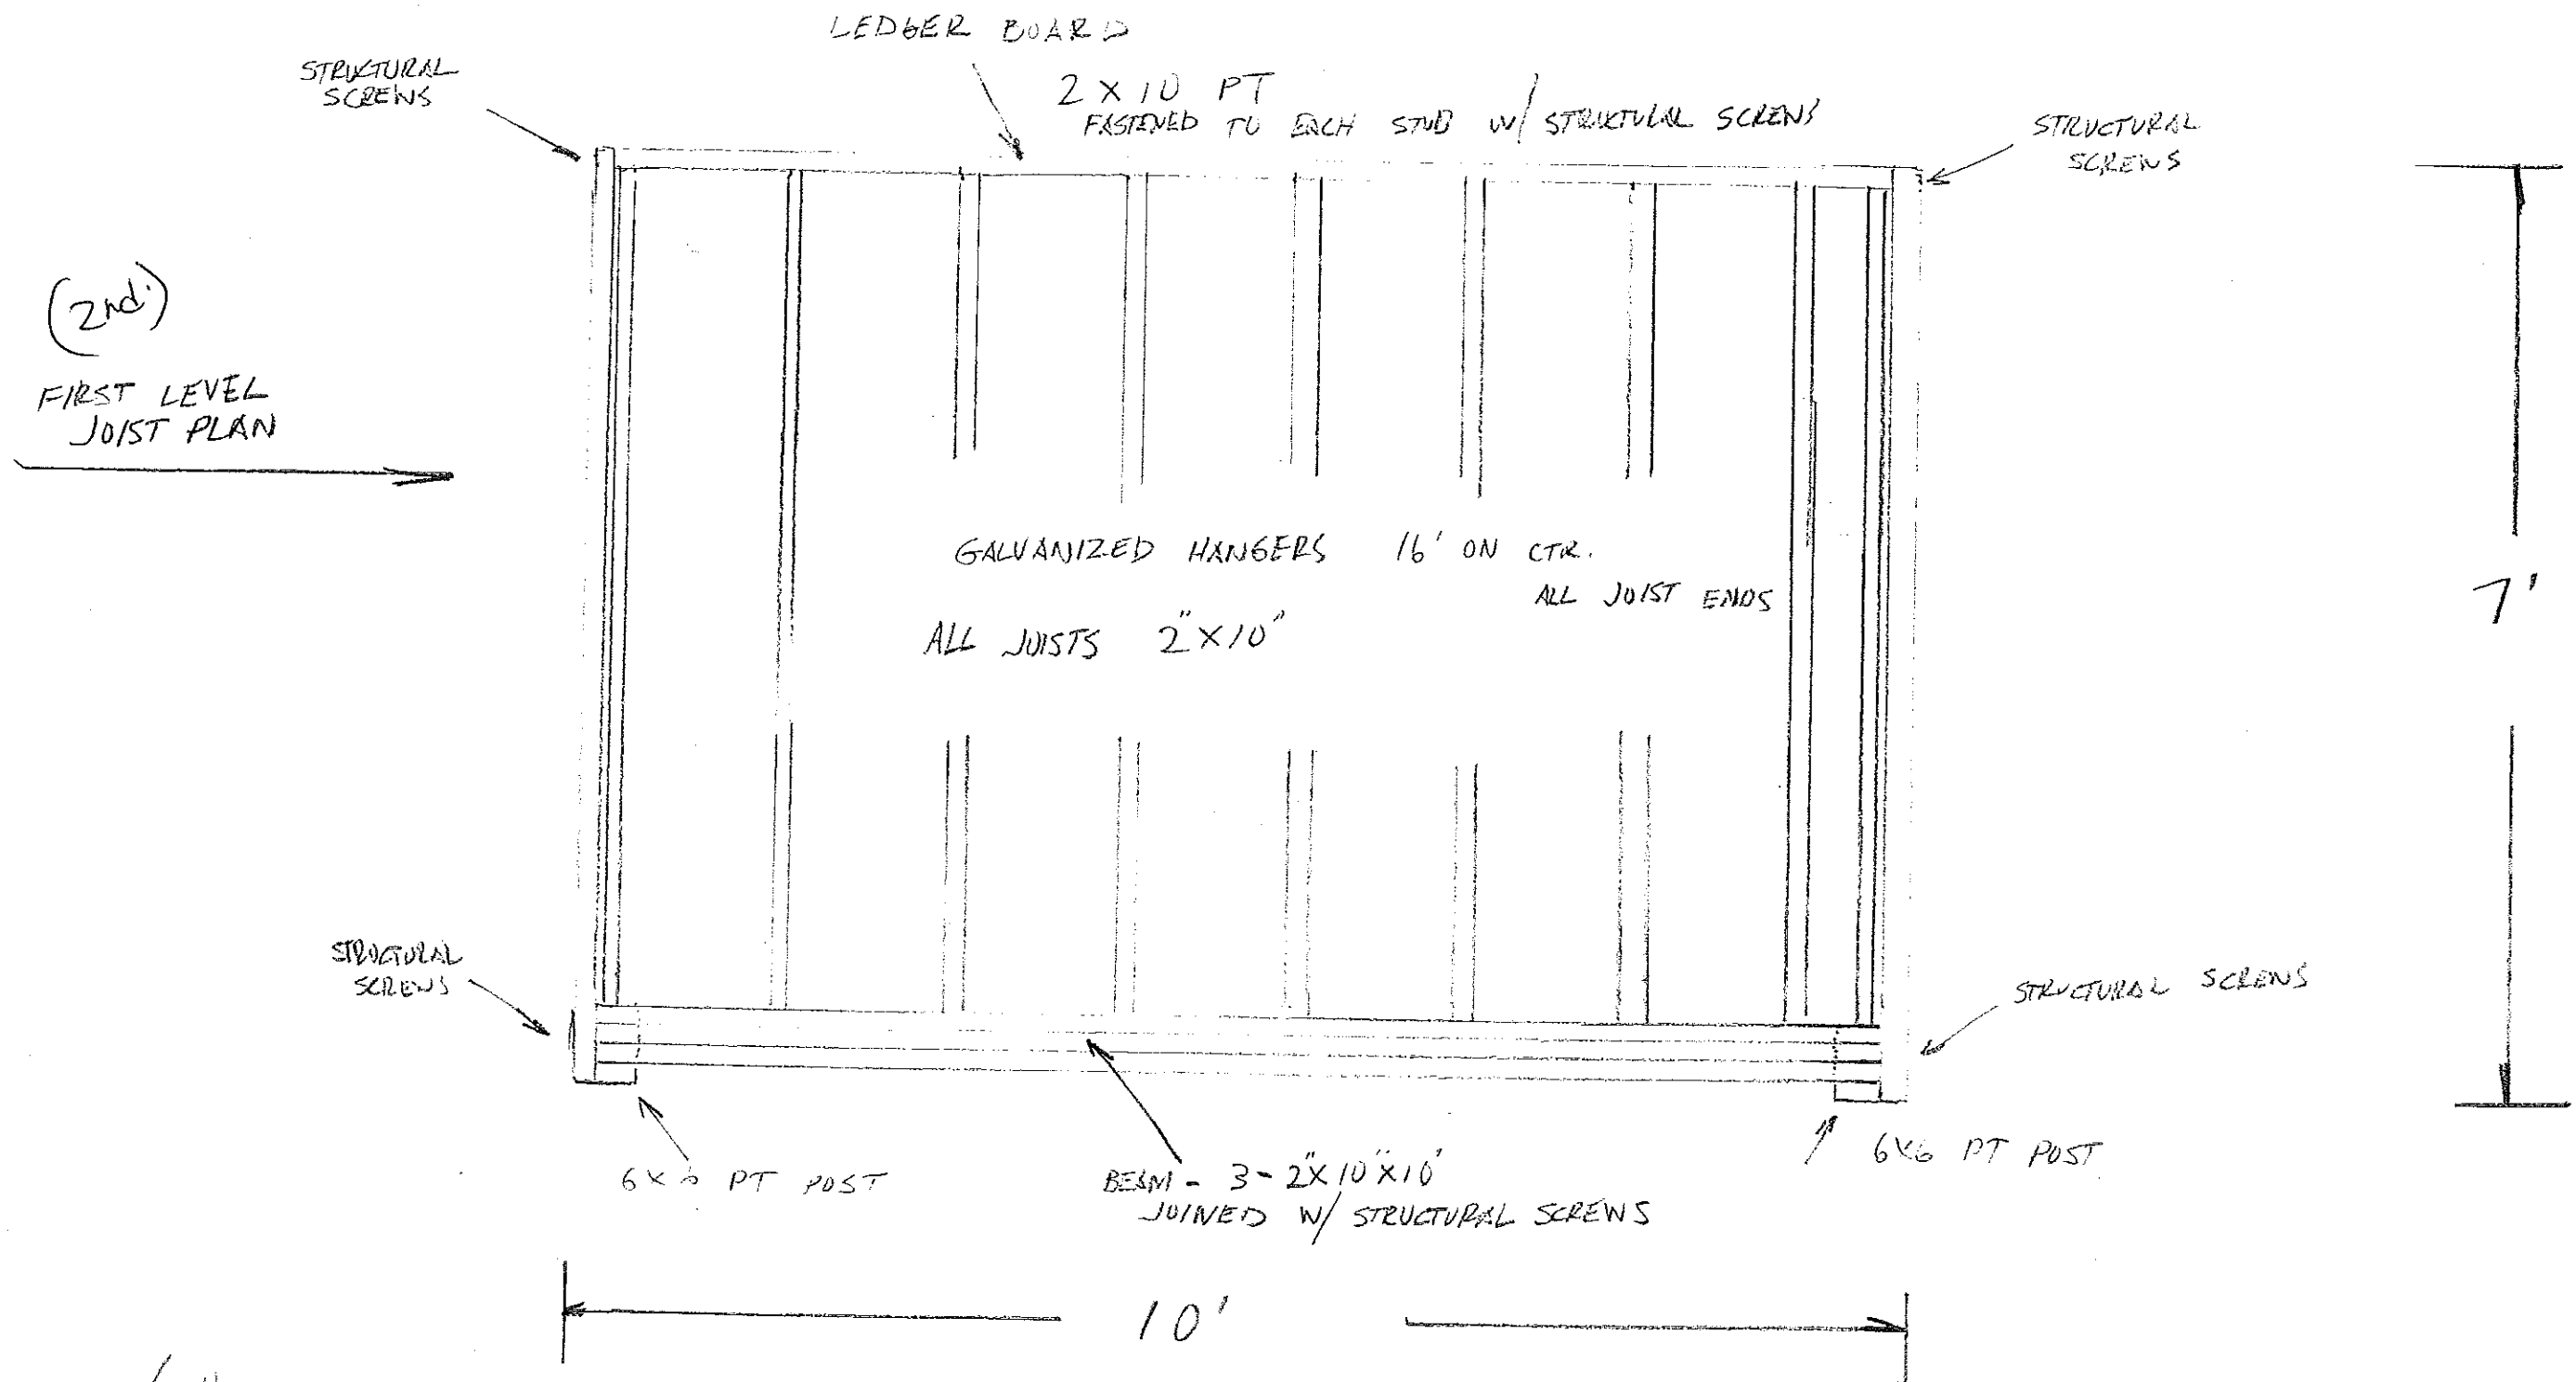 LEDGER BOARD
2 X 10 PT
FASTENED TO EACH STUD W/ STRUCTURAL SCREWS
STRUCTURAL
SCREWS
STRUCTURAL
SCREWS
(2nd.)
FIRST LEVEL
JOIST PLAN
GALVANIZED HANGERS 16' ON CTR.
ALL JOIST ENDS
ALL JOISTS 2"X10"
7'
STRUCTURAL
SCREWS
STRUCTURAL SCREWS
6X6 PT POST
6X6 PT POST
BEAM - 3 - 2"X10"X10'
JOINED W/ STRUCTURAL SCREWS
10'